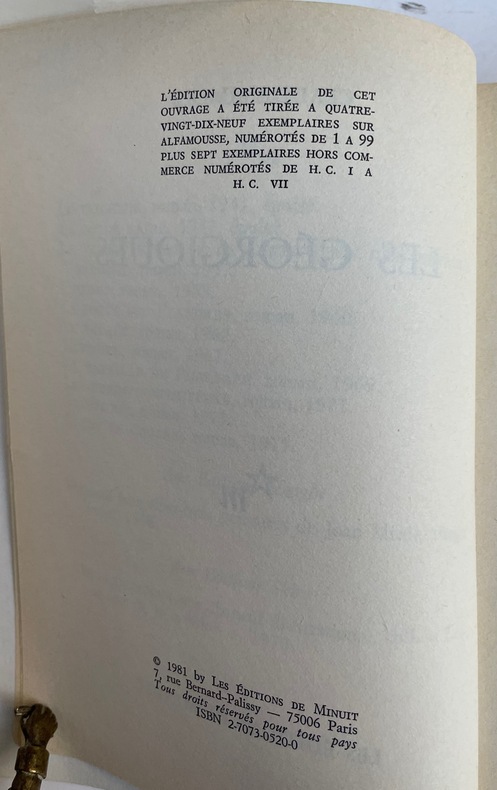 L'ÉDITION ORIGINALE DE CET
OUVRAGE A ÉTÉ TIRÉE A QUATRE-
VINGT-DIX-NEUF EXEMPLAIRES SUR
ALFAMOUSSE, NUMÉROTÉS DE 1 A 99
PLUS SEPT EXEMPLAIRES HORS COM-
MERCE NUMÉROTÉS DE H. C. I A
H. C. VII
LES GÉORGIQUES
© 1981 by LES ÉDITIONS DE MINUIT
7, rue Bernard-Palissy — 75006 Paris
Tous droits réservés pour tous pays
ISBN 2-7073-0520-0